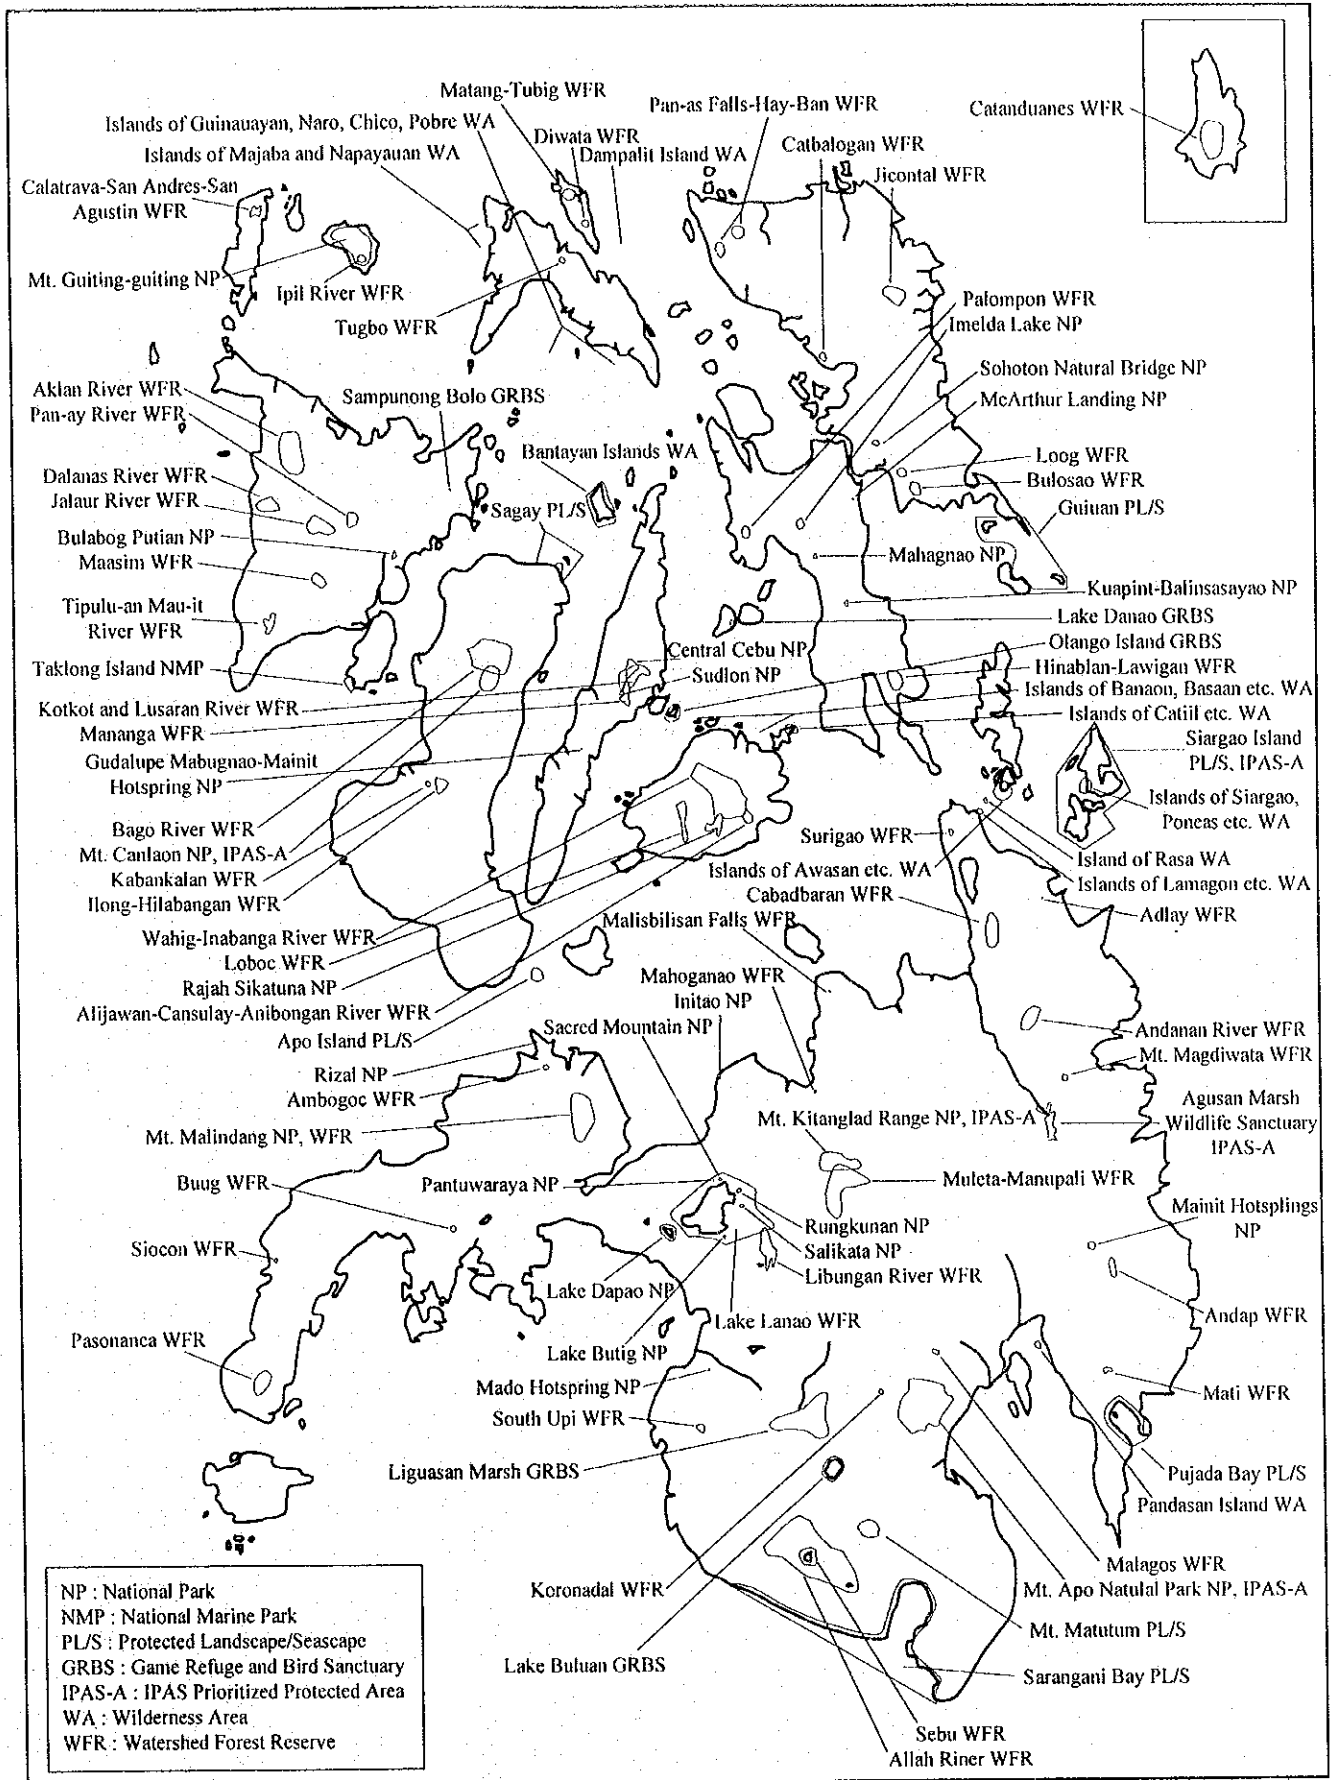 Matang-Tubig WFR
Pan-as Falls-Hay-Ban WFR
Catanduanes WFR
Islands of Guinauayan, Naro, Chico, Pobre WA
Diwata WFR
Catbalogan WFR
Islands of Majaba and Napayauan WA
Dampalit Island WA
Jicontal WFR
Calatrava-San Andres-San
Agustin WFR
Mt. Guiting-guiting NP
Ipil River WFR
Tugbo WFR
Palompon WFR
Imelda Lake NP
Sohoton Natural Bridge NP
McArthur Landing NP
Aklan River WFR
Pan-ay River WFR
Sampunong Bolo GRBS
Bantayan Islands WA
Loog WFR
Bulosao WFR
Guiuan PL/S
Dalanas River WFR
Jalaur River WFR
Sagay PL/S
Bulabog Putian NP
Maasim WFR
Mahagnao NP
Kuapint-Balinsasayao NP
Tipulu-an Mau-it
River WFR
Lake Danao GRBS
Olango Island GRBS
Central Cebu NP
Sudlon NP
Hinablan-Lawigan WFR
Taklong Island NMP
Islands of Banaon, Basaan etc. WA
Kotkot and Lusaran River WFR
Islands of Catiil etc. WA
Mananga WFR
Siargao Island
PL/S, IPAS-A
Gudalupe Mabugnao-Mainit
Hotspring NP
Islands of Siargao,
Poneas etc. WA
Bago River WFR
Surigao WFR
Mt. Canlaon NP, IPAS-A
Island of Rasa WA
Kabankalan WFR
Islands of Awasan etc. WA
Islands of Lamagon etc. WA
Ilong-Hilabangan WFR
Cabadbaran WFR
Adlay WFR
Malisbilisan Falls WFR
Wahig-Inabanga River WFR
Loboc WFR
Mahoganao WFR
Rajah Sikatuna NP
Initao NP
Alijawan-Cansulay-Anibongan River WFR
Sacred Mountain NP
Apo Island PL/S
Andanan River WFR
Mt. Magdiwata WFR
Rizal NP
Ambogoc WFR
Agusan Marsh
Wildlife Sanctuary
IPAS-A
Mt. Kitanglad Range NP, IPAS-A
Mt. Malindang NP, WFR
Buug WFR
Pantuwaraya NP
Muleta-Manupali WFR
Rungkunan NP
Mainit Hotsplings
NP
Siocon WFR
Salikata NP
Libungan River WFR
Lake Dapao NP
Lake Lanao WFR
Andap WFR
Pasonanca WFR
Lake Butig NP
Mado Hotspring NP
Mati WFR
South Upi WFR
Liguasan Marsh GRBS
Pujada Bay PL/S
Pandasan Island WA
Malagos WFR
Koronadal WFR
Mt. Apo Natulal Park NP, IPAS-A
Mt. Matutum PL/S
Lake Buluan GRBS
Sarangani Bay PL/S
Sebu WFR
Allah Riner WFR
NP : National Park
NMP : National Marine Park
PL/S : Protected Landscape/Seascape
GRBS : Game Refuge and Bird Sanctuary
IPAS-A : IPAS Prioritized Protected Area
WA : Wilderness Area
WFR : Watershed Forest Reserve